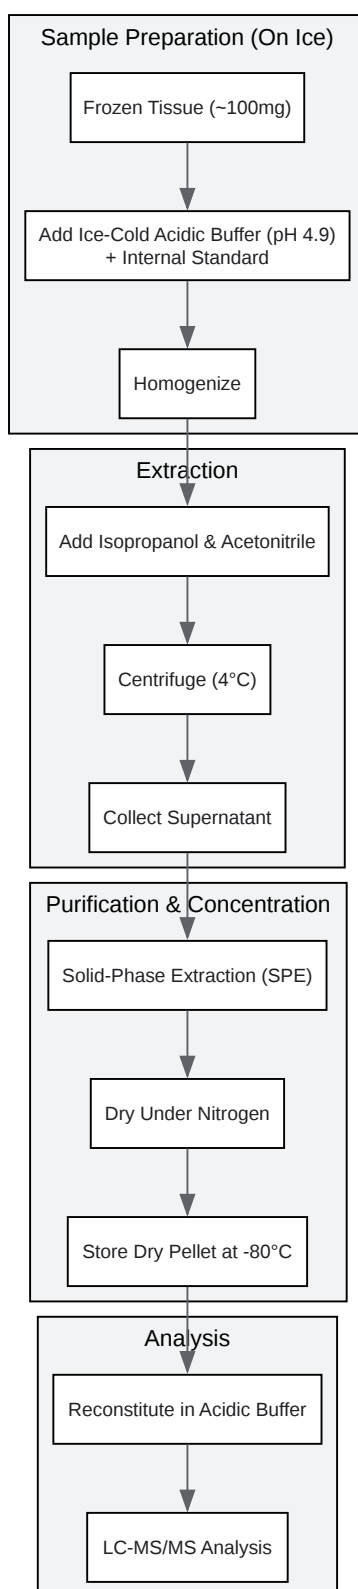 Sample Preparation (On Ice)
Frozen Tissue (~100mg)
Add Ice-Cold Acidic Buffer (pH 4.9)
+ Internal Standard
Homogenize
Extraction
Add Isopropanol & Acetonitrile
Centrifuge (4°C)
Collect Supernatant
Purification & Concentration
Solid-Phase Extraction (SPE)
Dry Under Nitrogen
Store Dry Pellet at -80°C
Analysis
Reconstitute in Acidic Buffer
LC-MS/MS Analysis